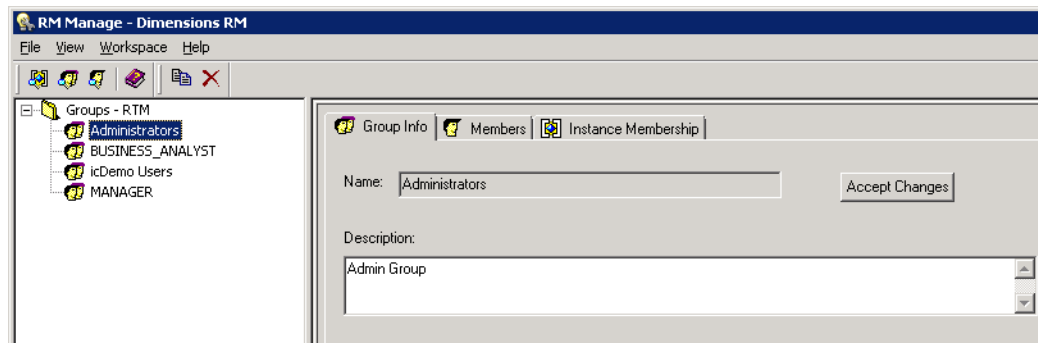 RM Manage - Dimensions RM
File View Workspace Help
Groups - RTM
Administrators
BUSINESS_ANALYST
icDemo Users
MANAGER
Group Info Members Instance Membership
Name: Administrators Accept Changes
Description:
Admin Group